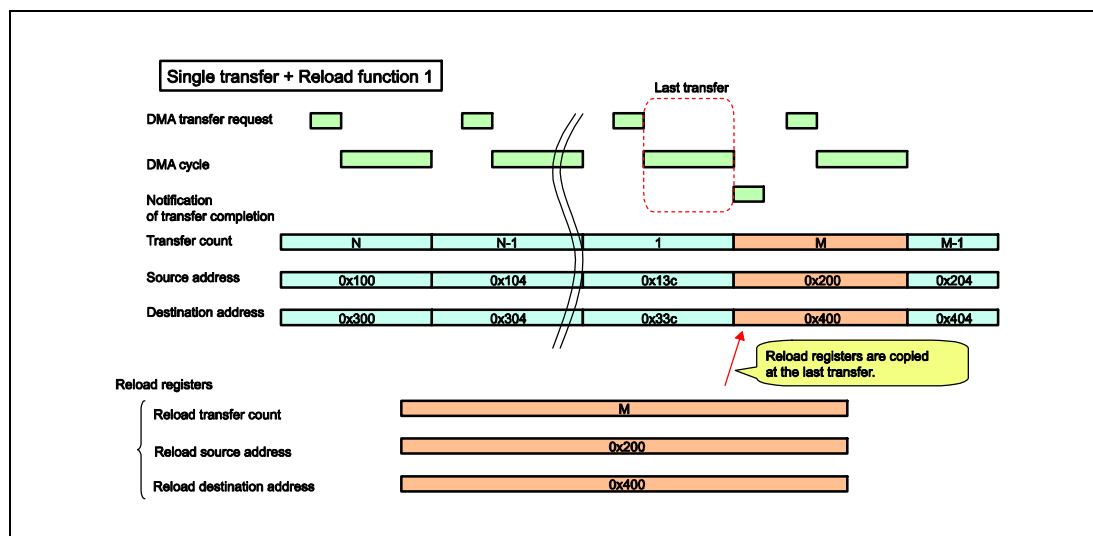 Single transfer + Reload function 1
Last transfer
DMA transfer request
DMA cycle
Notification
of transfer completion
Transfer count N N-1 1 M M-1
Source address 0x100 0x104 0x13c 0x200 0x204
Destination address 0x300 0x304 0x33c 0x400 0x404
Reload registers are copied
at the last transfer.
Reload registers
Reload transfer count M
Reload source address 0x200
Reload destination address 0x400